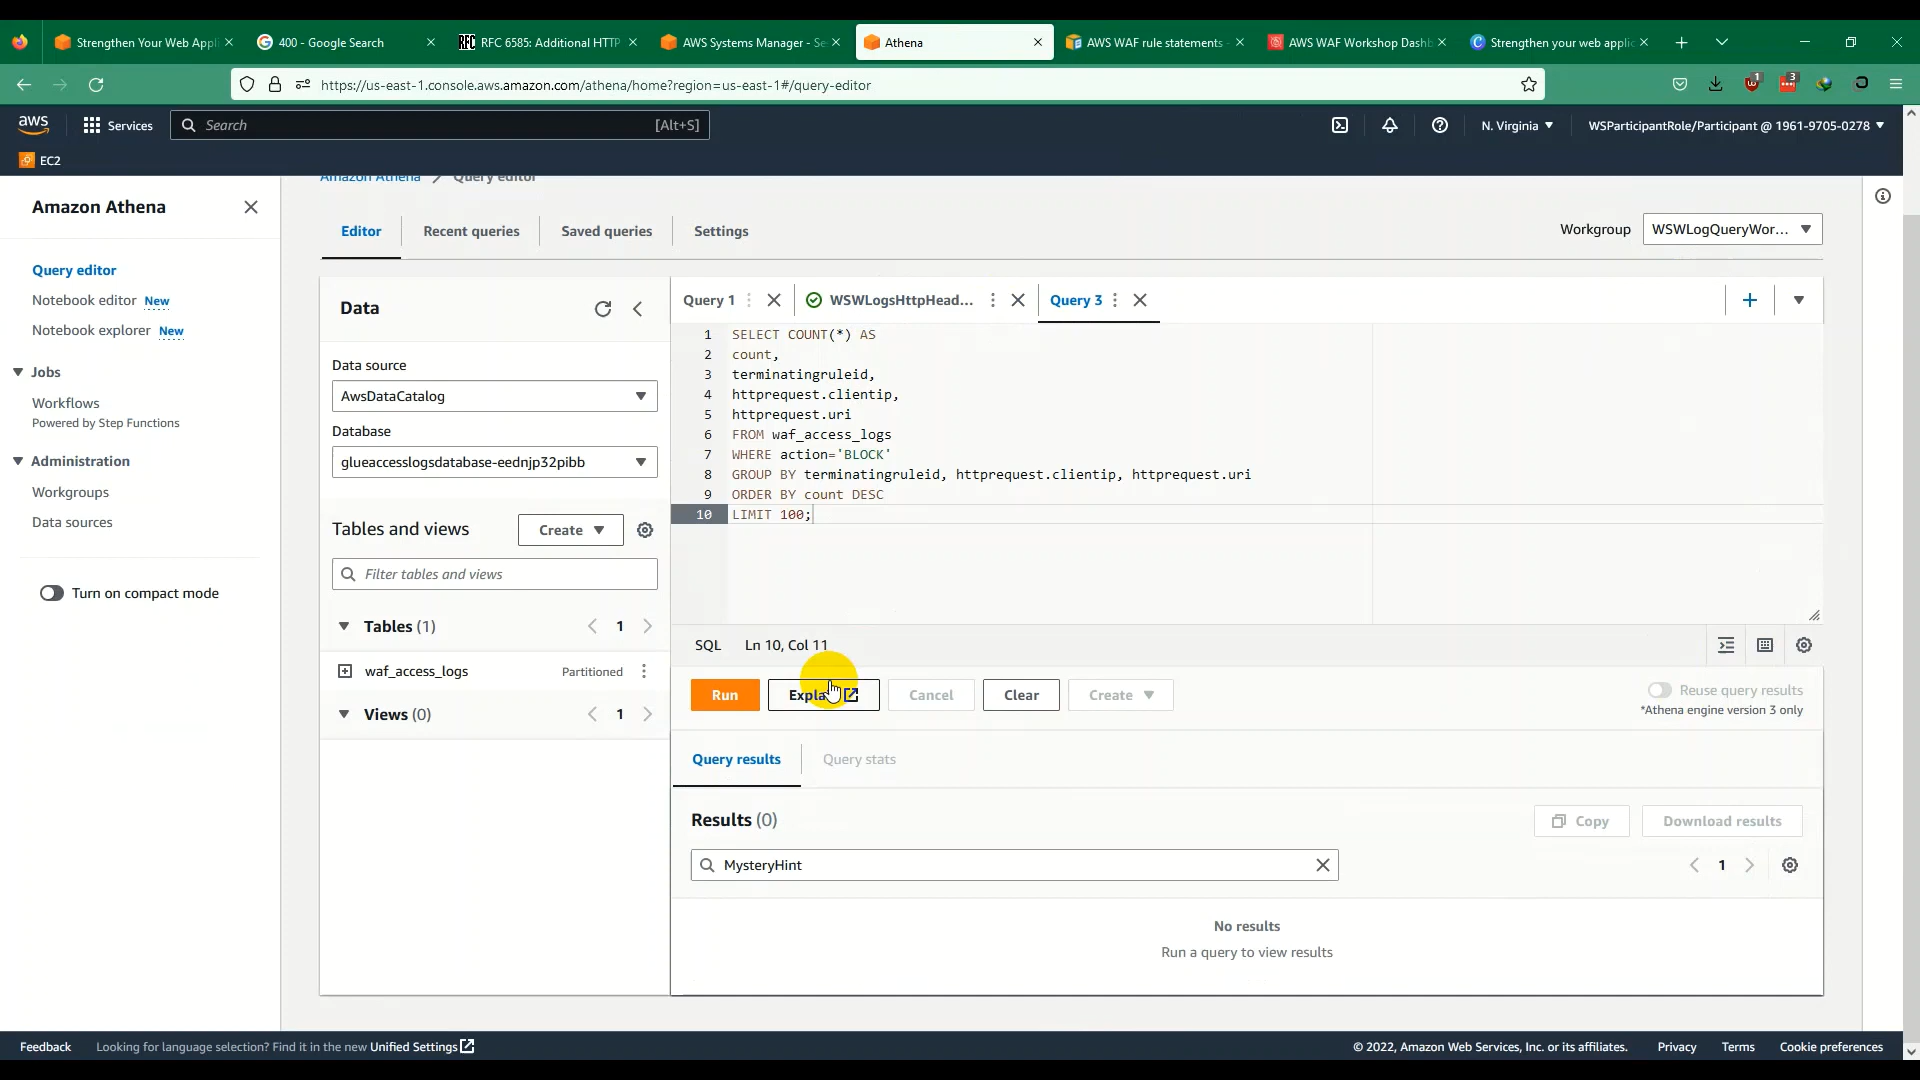 Strengthen Your Web Appli
400 - Google Search
RFC
RFC 6585: Additional HTTP
AWS Systems Manager - Se
Athena
AWS WAF rule statements -
AWS WAF Workshop Dashb
Strengthen your web applic
https://us-east-1.console.aws.amazon.com/athena/home?region=us-east-1#/query-editor
1
3
aws
Services
Search
[Alt+S]
N. Virginia
WSParticipantRole/Participant @ 1961-9705-0278
EC2
Amazon Athena
Query editor
Amazon Athena
Query editor
Notebook editor New
Notebook explorer New
Jobs
Workflows
Powered by Step Functions
Administration
Workgroups
Data sources
Turn on compact mode
Editor
Recent queries
Saved queries
Settings
Workgroup
WSWLogQueryWor...
Data
Data source
AwsDataCatalog
Database
glueaccesslogsdatabase-eednjp32pibb
Tables and views
Create
Filter tables and views
Tables (1)
1
waf_access_logs
Partitioned
Views (0)
1
Query 1
WSWLogsHttpHead...
Query 3
1 SELECT COUNT(*) AS
2 count,
3 terminatingruleid,
4 httprequest.clientip,
5 httprequest.uri
6 FROM waf_access_logs
7 WHERE action='BLOCK'
8 GROUP BY terminatingruleid, httprequest.clientip, httprequest.uri
9 ORDER BY count DESC
10 LIMIT 100;
SQL
Ln 10, Col 11
Run
Expla
Cancel
Clear
Create
Reuse query results
*Athena engine version 3 only
Query results
Query stats
Results (0)
Copy
Download results
MysteryHint
1
No results
Run a query to view results
Feedback
Looking for language selection? Find it in the new Unified Settings
© 2022, Amazon Web Services, Inc. or its affiliates.
Privacy
Terms
Cookie preferences